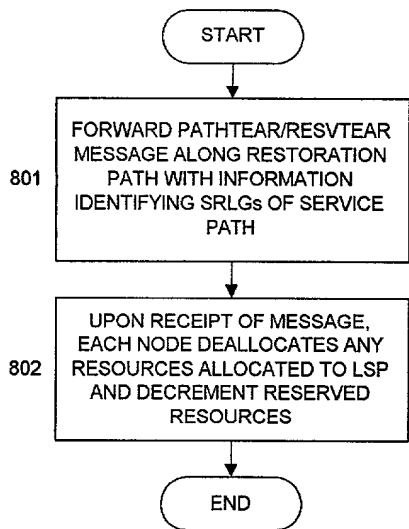 START
801
FORWARD PATHTEAR/RESVTEAR
MESSAGE ALONG RESTORATION
PATH WITH INFORMATION
IDENTIFYING SRLGs OF SERVICE
PATH
802
UPON RECEIPT OF MESSAGE,
EACH NODE DEALLOCATES ANY
RESOURCES ALLOCATED TO LSP
AND DECREMENT RESERVED
RESOURCES
END